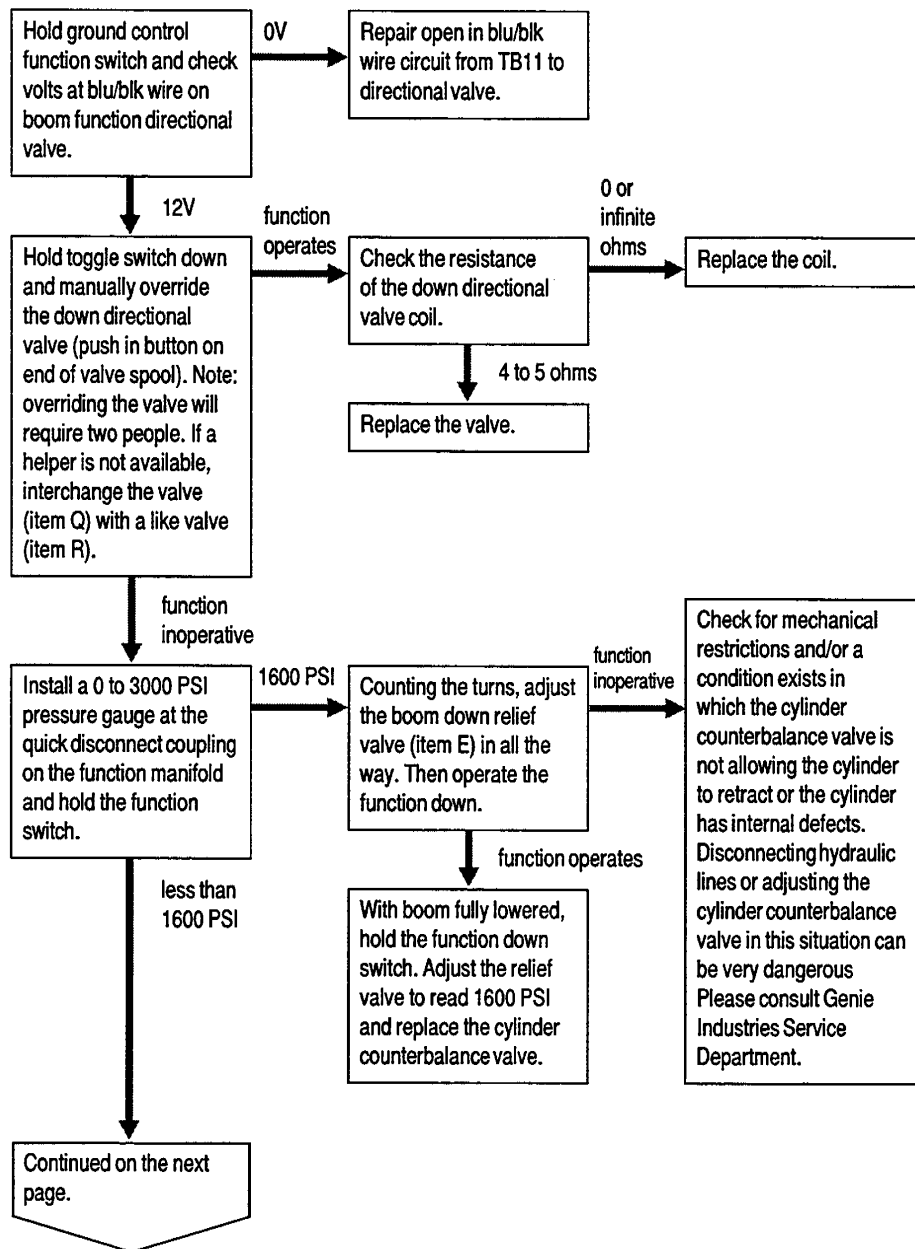 Hold ground control
function switch and check
volts at blu/blk wire on
boom function directional
valve.
0V
Repair open in blu/blk
wire circuit from TB11 to
directional valve.
12V
Hold toggle switch down
and manually override
the down directional
valve (push in button on
end of valve spool). Note:
overriding the valve will
require two people. If a
helper is not available,
interchange the valve
(item Q) with a like valve
(item R).
function
operates
Check the resistance
of the down directional
valve coil.
0 or
infinite
ohms
Replace the coil.
4 to 5 ohms
Replace the valve.
function
inoperative
Install a 0 to 3000 PSI
pressure gauge at the
quick disconnect coupling
on the function manifold
and hold the function
switch.
1600 PSI
Counting the turns, adjust
the boom down relief
valve (item E) in all the
way. Then operate the
function down.
function
inoperative
Check for mechanical
restrictions and/or a
condition exists in
which the cylinder
counterbalance valve is
not allowing the cylinder
to retract or the cylinder
has internal defects.
Disconnecting hydraulic
lines or adjusting the
cylinder counterbalance
valve in this situation can
be very dangerous
Please consult Genie
Industries Service
Department.
function operates
With boom fully lowered,
hold the function down
switch. Adjust the relief
valve to read 1600 PSI
and replace the cylinder
counterbalance valve.
less than
1600 PSI
Continued on the next
page.